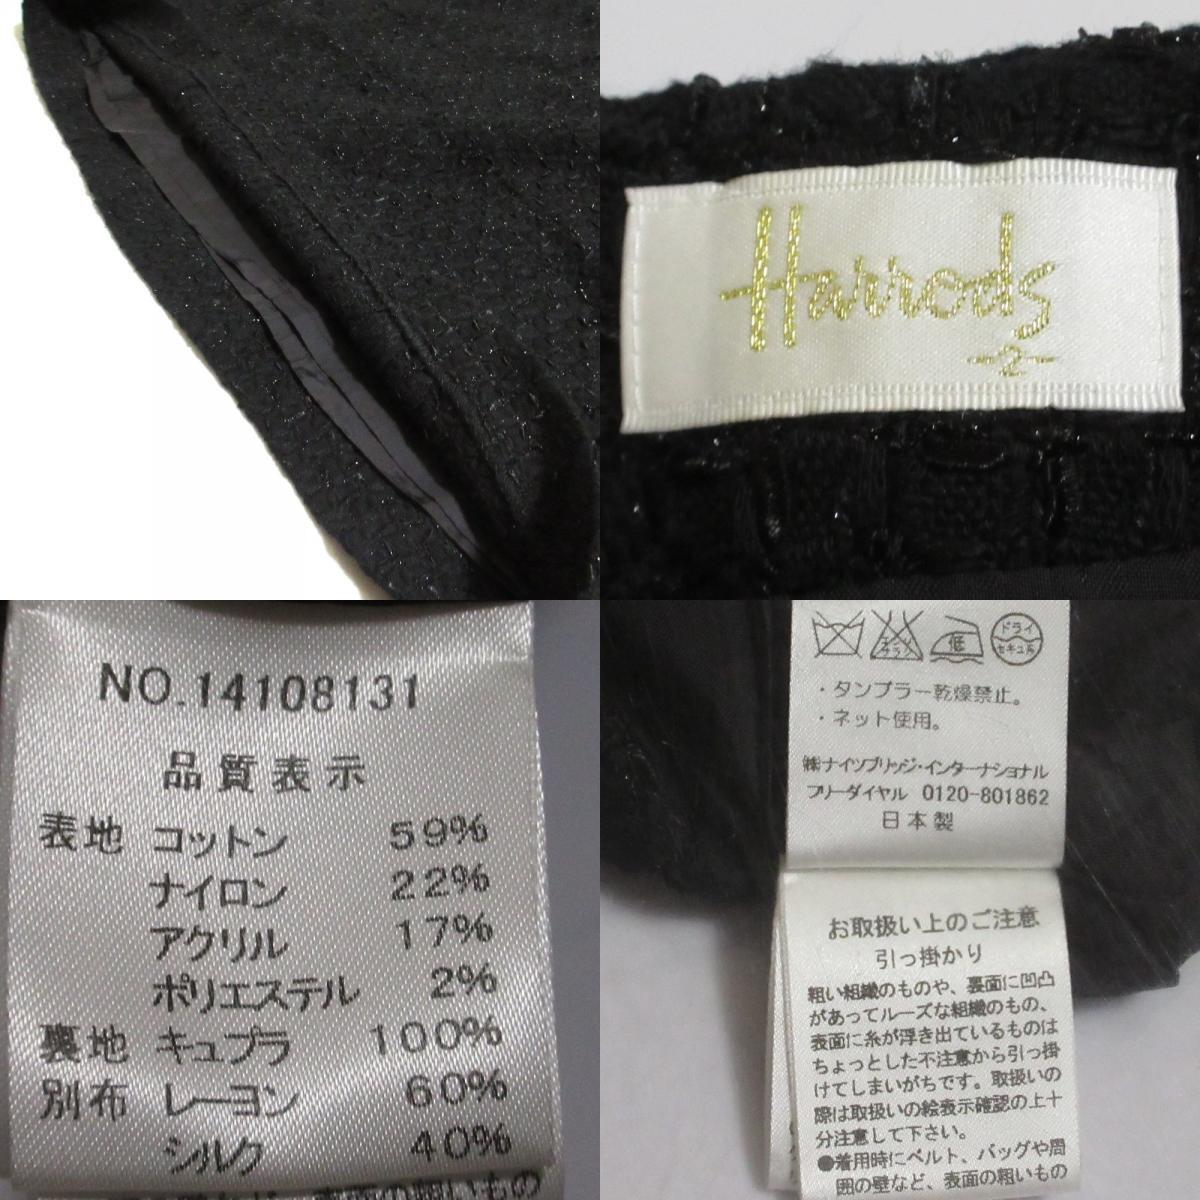 Harrods
-2-
NO.14108131
品質表示
表地 コットン 59%
ナイロン 22%
アクリル 17%
ポリエステル 2%
裏地 キュプラ 100%
別布 レーヨン 60%
シルク 40%
表面の粗いもの
低
ドライ
セキユ系
・タンブラー乾燥禁止。
・ネット使用。
㈱ナイツブリッジ・インターナショナル
フリーダイヤル 0120-801862
日本製
お取扱い上のご注意
引っ掛かり
粗い組織のものや、裏面に凹凸
があってルーズな組織のもの、
表面に糸が浮き出ているものは
ちょっとした不注意から引っ掛
けてしまいがちです。取扱いの
際は取扱いの絵表示確認の上十
分注意して下さい。
●着用時にベルト、バッグや周
囲の壁など、表面の粗いもの